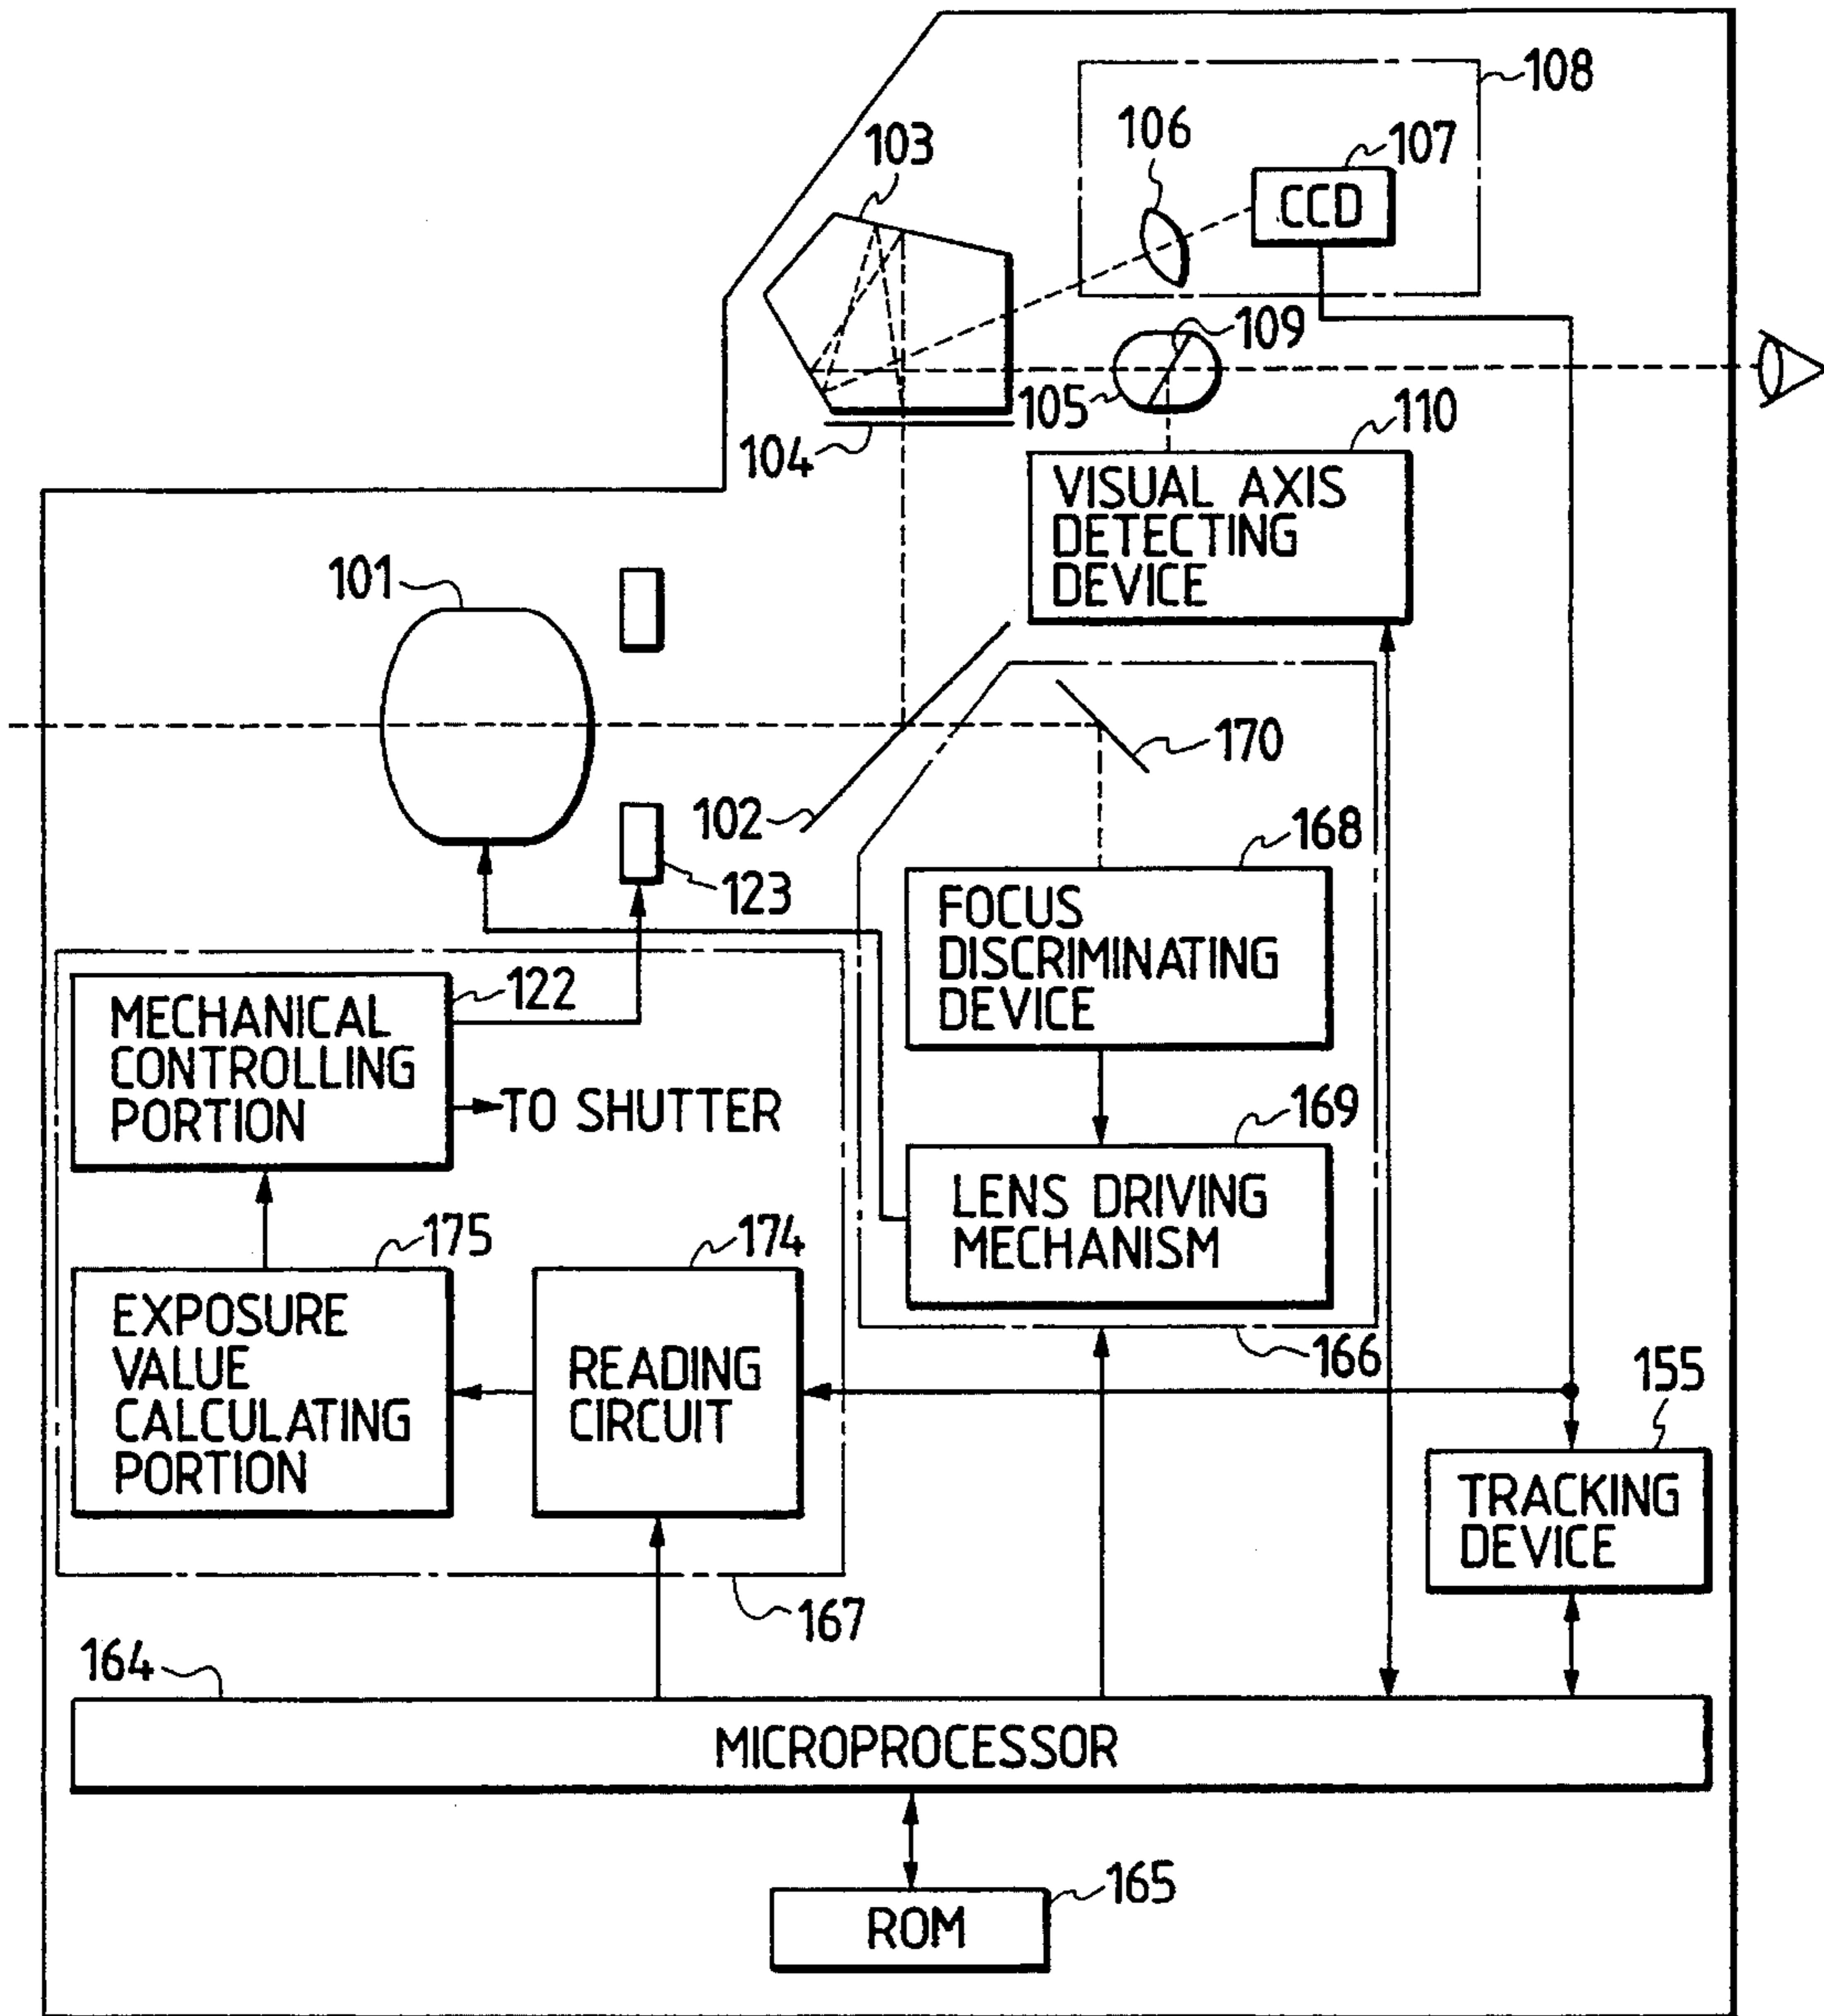 108
106
107
103
CCD
109
105
110
104
VISUAL AXIS
DETECTING
DEVICE
101
170
102
168
123
FOCUS
DISCRIMINATING
DEVICE
122
MECHANICAL
CONTROLLING
PORTION
TO SHUTTER
169
LENS DRIVING
MECHANISM
175
174
EXPOSURE
VALUE
CALCULATING
PORTION
READING
CIRCUIT
166
155
TRACKING
DEVICE
167
164
MICROPROCESSOR
165
ROM